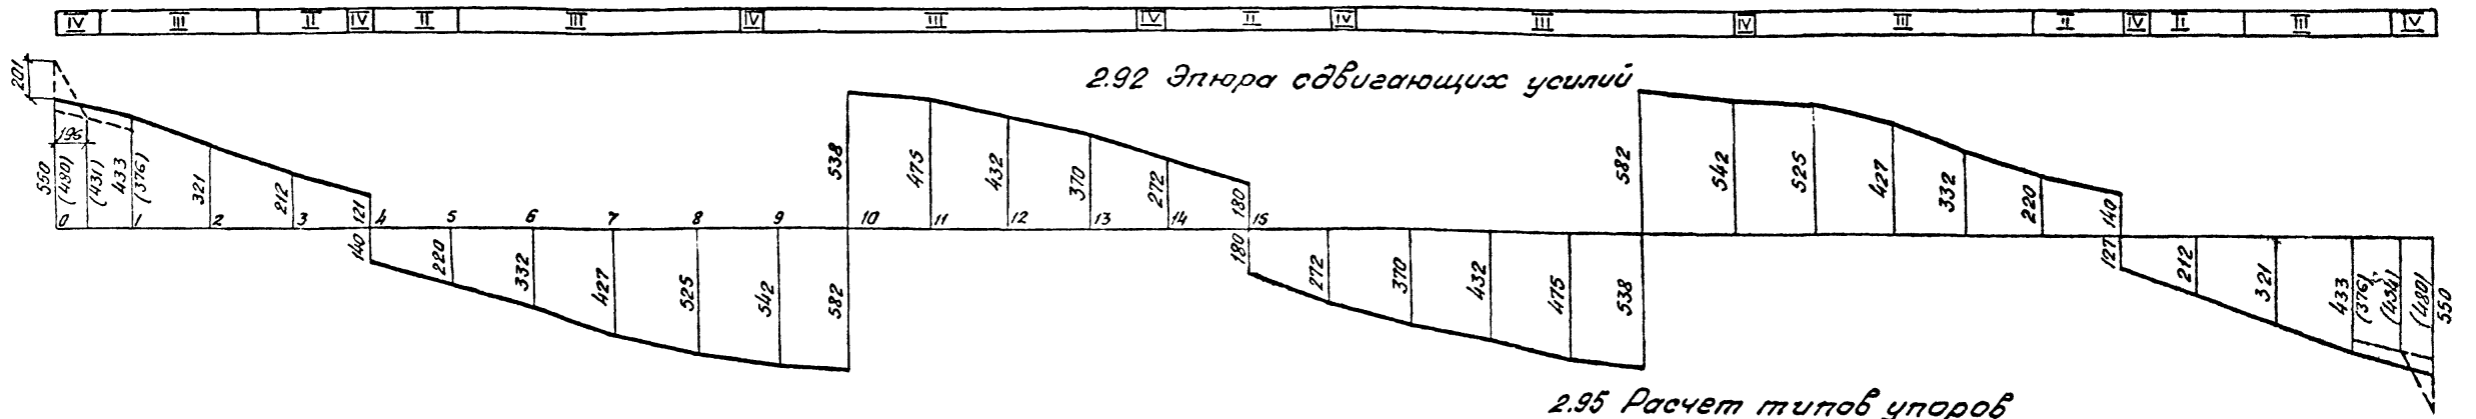 IV III II IV II III IV III IV II IV III IV III II IV II III V
2.92 Эпюра сдвигающих усилий
201
196
550 (480) (431) 433 (376) 321 212 121
0 1 2 3 4 5 6 7 8 9 10 11 12 13 14 15
140 220 332 427 525 542 582
538 475 432 370 272 180
180 272 370 432 475 538
582 542 525 427 332 220 140
127 212 321 433 (376) (434) (480) 550
2.95 Расчет типов упоров